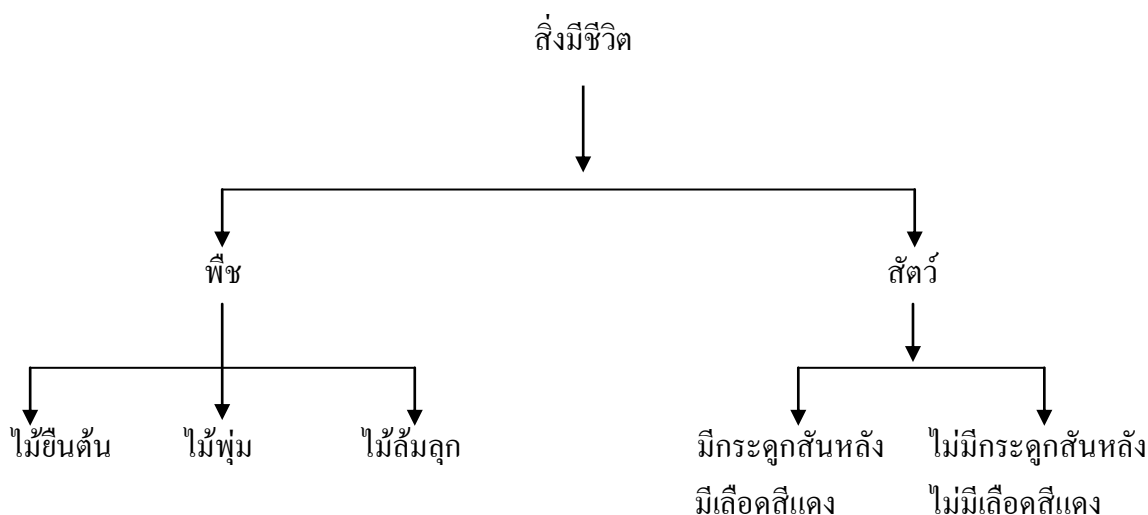 สิ่งมีชีวิต
พืช
สัตว์
ไม้ยืนต้น
ไม้พุ่ม
ไม้ล้มลุก
มีกระดูกสันหลัง
มีเลือดสีแดง
ไม่มีกระดูกสันหลัง
ไม่มีเลือดสีแดง